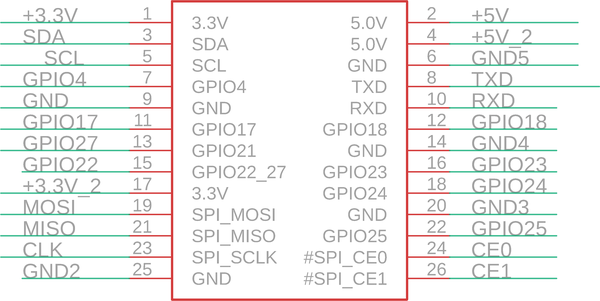 +3.3V 1 3.3V 5.0V 2 +5V
SDA 3 SDA 5.0V 4 +5V_2
SCL 5 SCL GND 6 GND5
GPIO4 7 GPIO4 TXD 8 TXD
GND 9 GND RXD 10 RXD
GPIO17 11 GPIO17 GPIO18 12 GPIO18
GPIO27 13 GPIO21 GND 14 GND4
GPIO22 15 GPIO22_27 GPIO23 16 GPIO23
+3.3V_2 17 3.3V GPIO24 18 GPIO24
MOSI 19 SPI_MOSI GND 20 GND3
MISO 21 SPI_MISO GPIO25 22 GPIO25
CLK 23 SPI_SCLK #SPI_CE0 24 CE0
GND2 25 GND #SPI_CE1 26 CE1